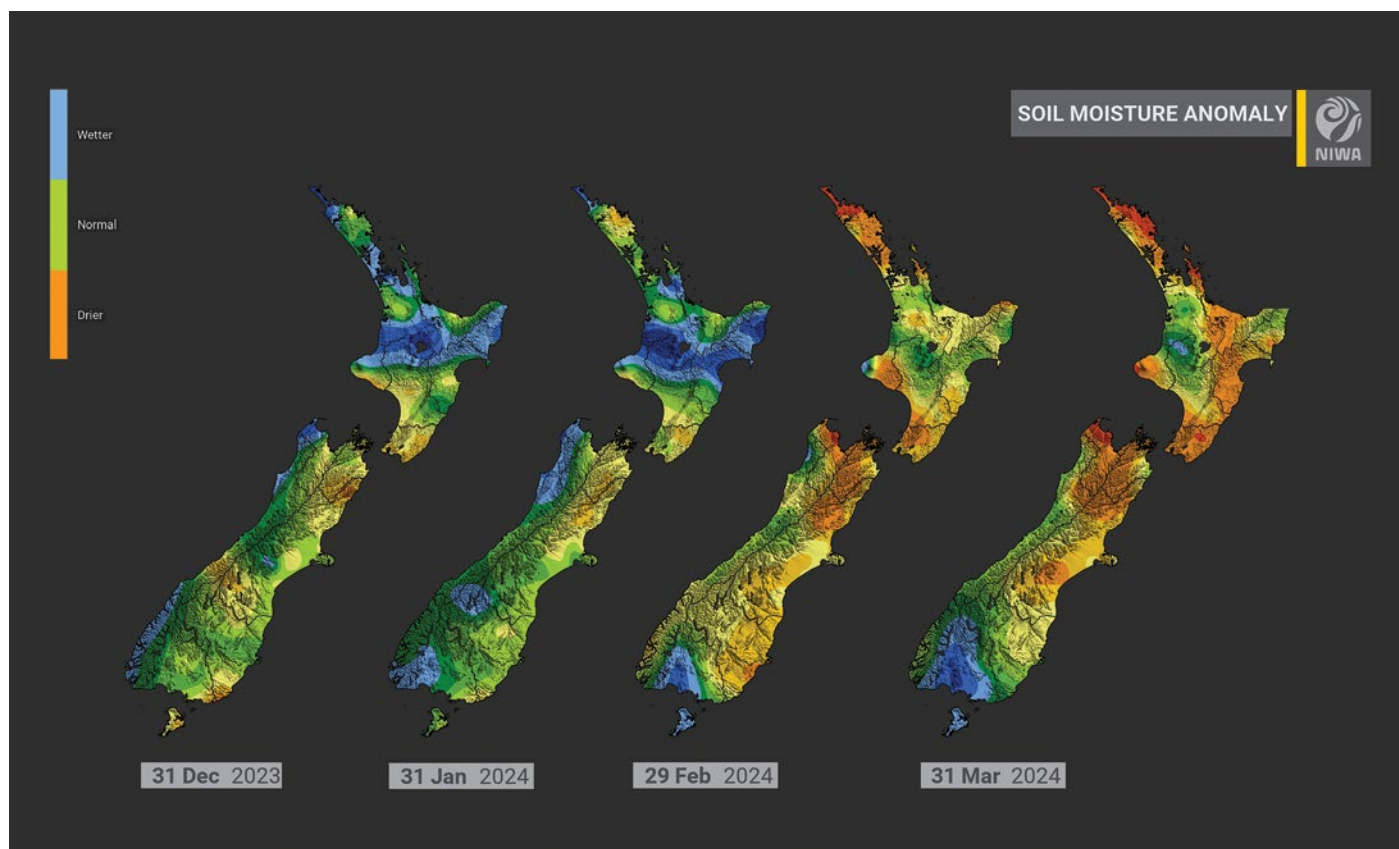 SOIL MOISTURE ANOMALY
NIWA
Wetter
Normal
Drier
31 Dec 2023
31 Jan 2024
29 Feb 2024
31 Mar 2024